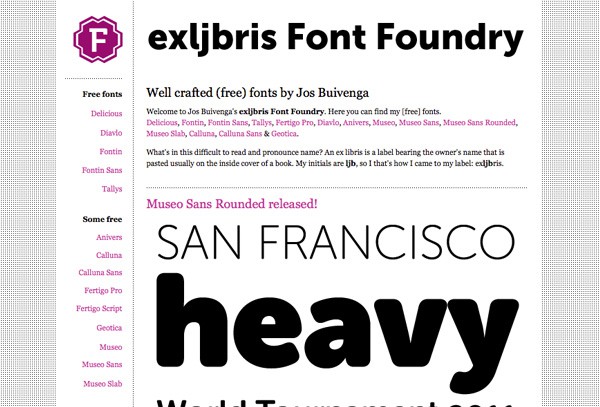 F
exljbris Font Foundry
Free fonts
Delicious
Diavlo
Fontin
Fontin Sans
Tallys
Some free
Anivers
Calluna
Calluna Sans
Fertigo Pro
Fertigo Script
Geotica
Museo
Museo Sans
Museo Slab
Well crafted (free) fonts by Jos Buivenga
Welcome to Jos Buivenga's exljbris Font Foundry. Here you can find my [free] fonts.
Delicious, Fontin, Fontin Sans, Tallys, Fertigo Pro, Diavlo, Anivers, Museo, Museo Sans, Museo Sans Rounded,
Museo Slab, Calluna, Calluna Sans & Geotica.
What's in this difficult to read and pronounce name? An ex libris is a label bearing the owner's name that is
pasted usually on the inside cover of a book. My initials are ljb, so I that's how I came to my label: exljbris.
Museo Sans Rounded released!
SAN FRANCISCO
heavy
World Tournament 2011